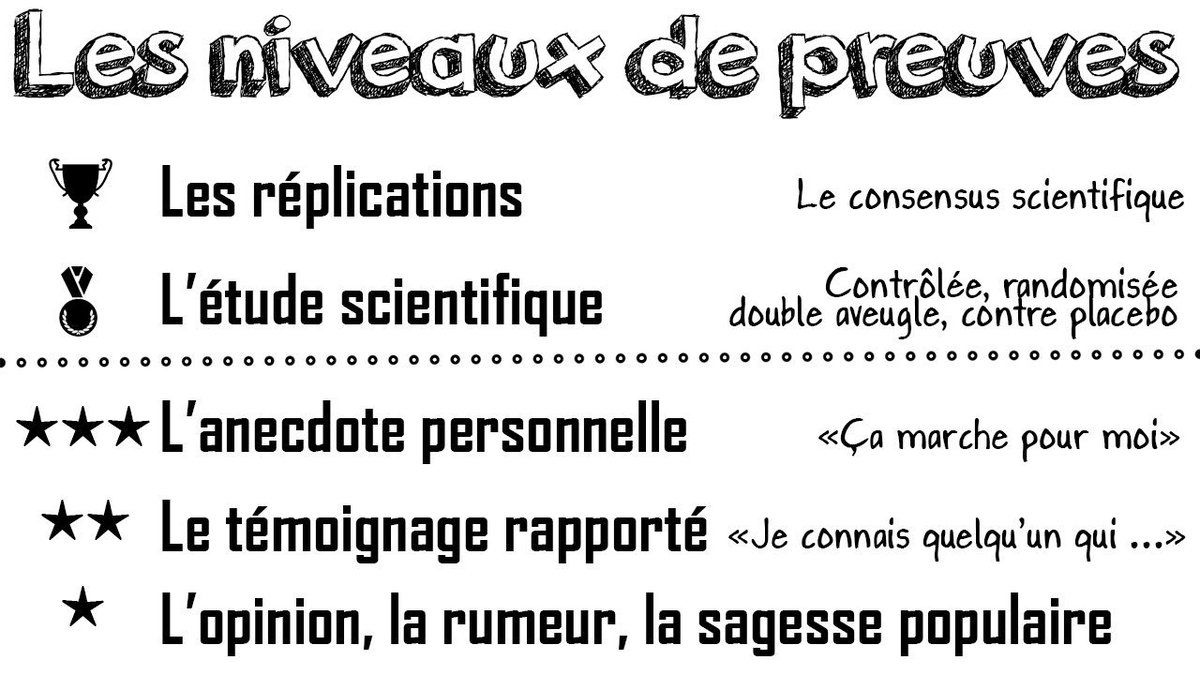 Les niveaux de preuves
Les réplications
Le consensus scientifique
L'étude scientifique
Contrôlée, randomisée
double aveugle, contre placebo
L'anecdote personnelle
«Ça marche pour moi»
Le témoignage rapporté
«Je connais quelqu'un qui ...»
L'opinion, la rumeur, la sagesse populaire